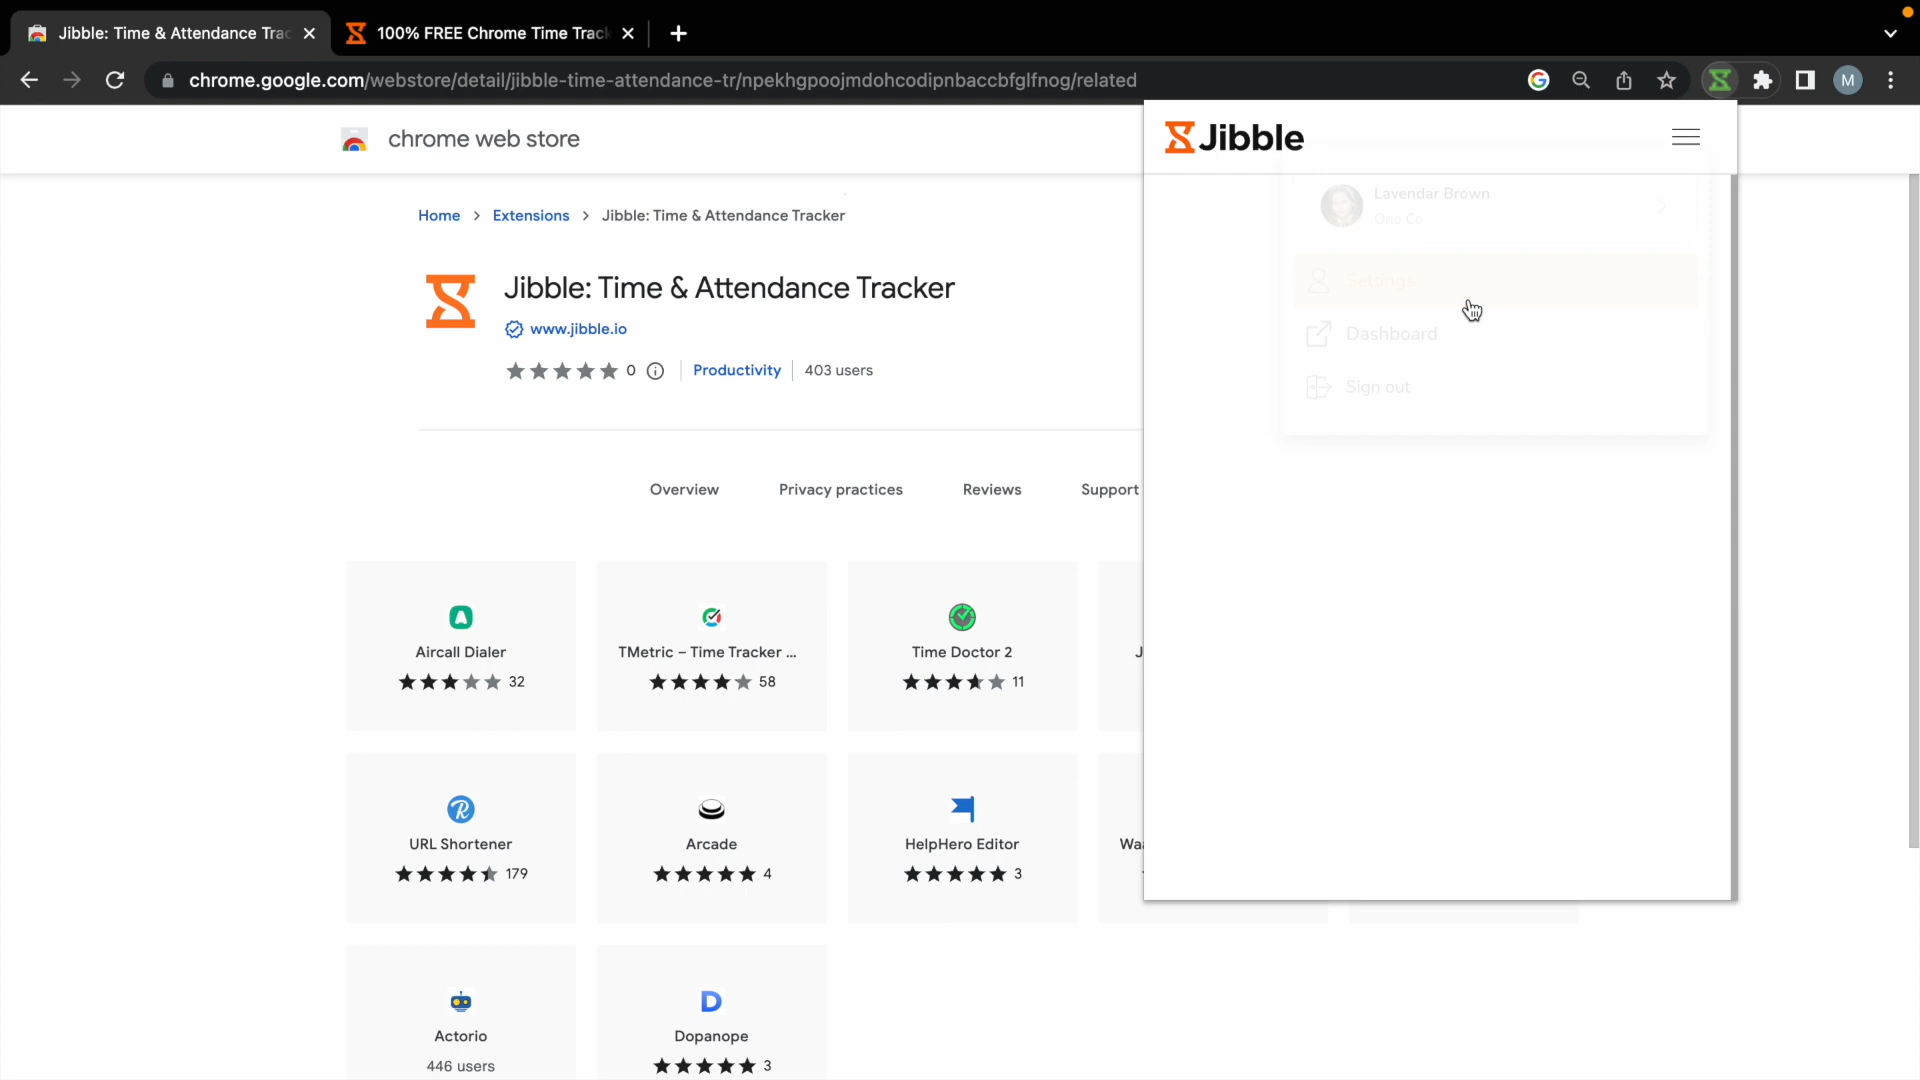 Jibble: Time & Attendance Trac
100% FREE Chrome Time Track
chrome.google.com/webstore/detail/jibble-time-attendance-tr/npekhgpoojmdohcodipnbaccbfglfnog/related
M
chrome web store
Jibble
Home > Extensions > Jibble: Time & Attendance Tracker
Lavendar Brown
Ono Co
Jibble: Time & Attendance Tracker
www.jibble.io
0
Productivity
403 users
Settings
Dashboard
Sign out
Overview
Privacy practices
Reviews
Support
Aircall Dialer
32
TMetric – Time Tracker ...
58
Time Doctor 2
11
J
URL Shortener
179
Arcade
4
HelpHero Editor
3
Wa
Actorio
446 users
Dopanope
3